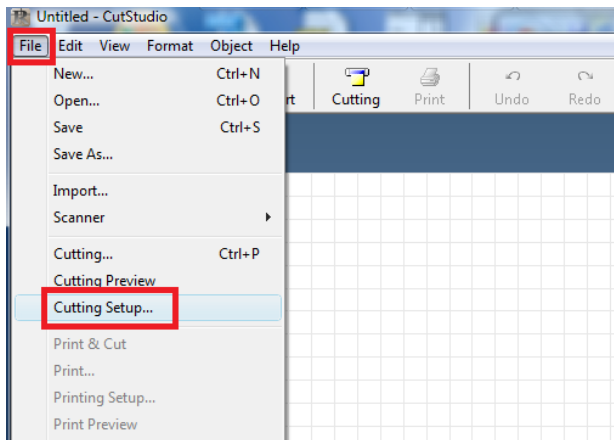 Untitled - CutStudio
File Edit View Format Object Help
New... Ctrl+N
Open... Ctrl+O
Save Ctrl+S
Save As...
Import...
Scanner
Cutting... Ctrl+P
Cutting Preview
Cutting Setup...
Print & Cut
Print...
Printing Setup...
Print Preview
rt Cutting Print Undo Redo